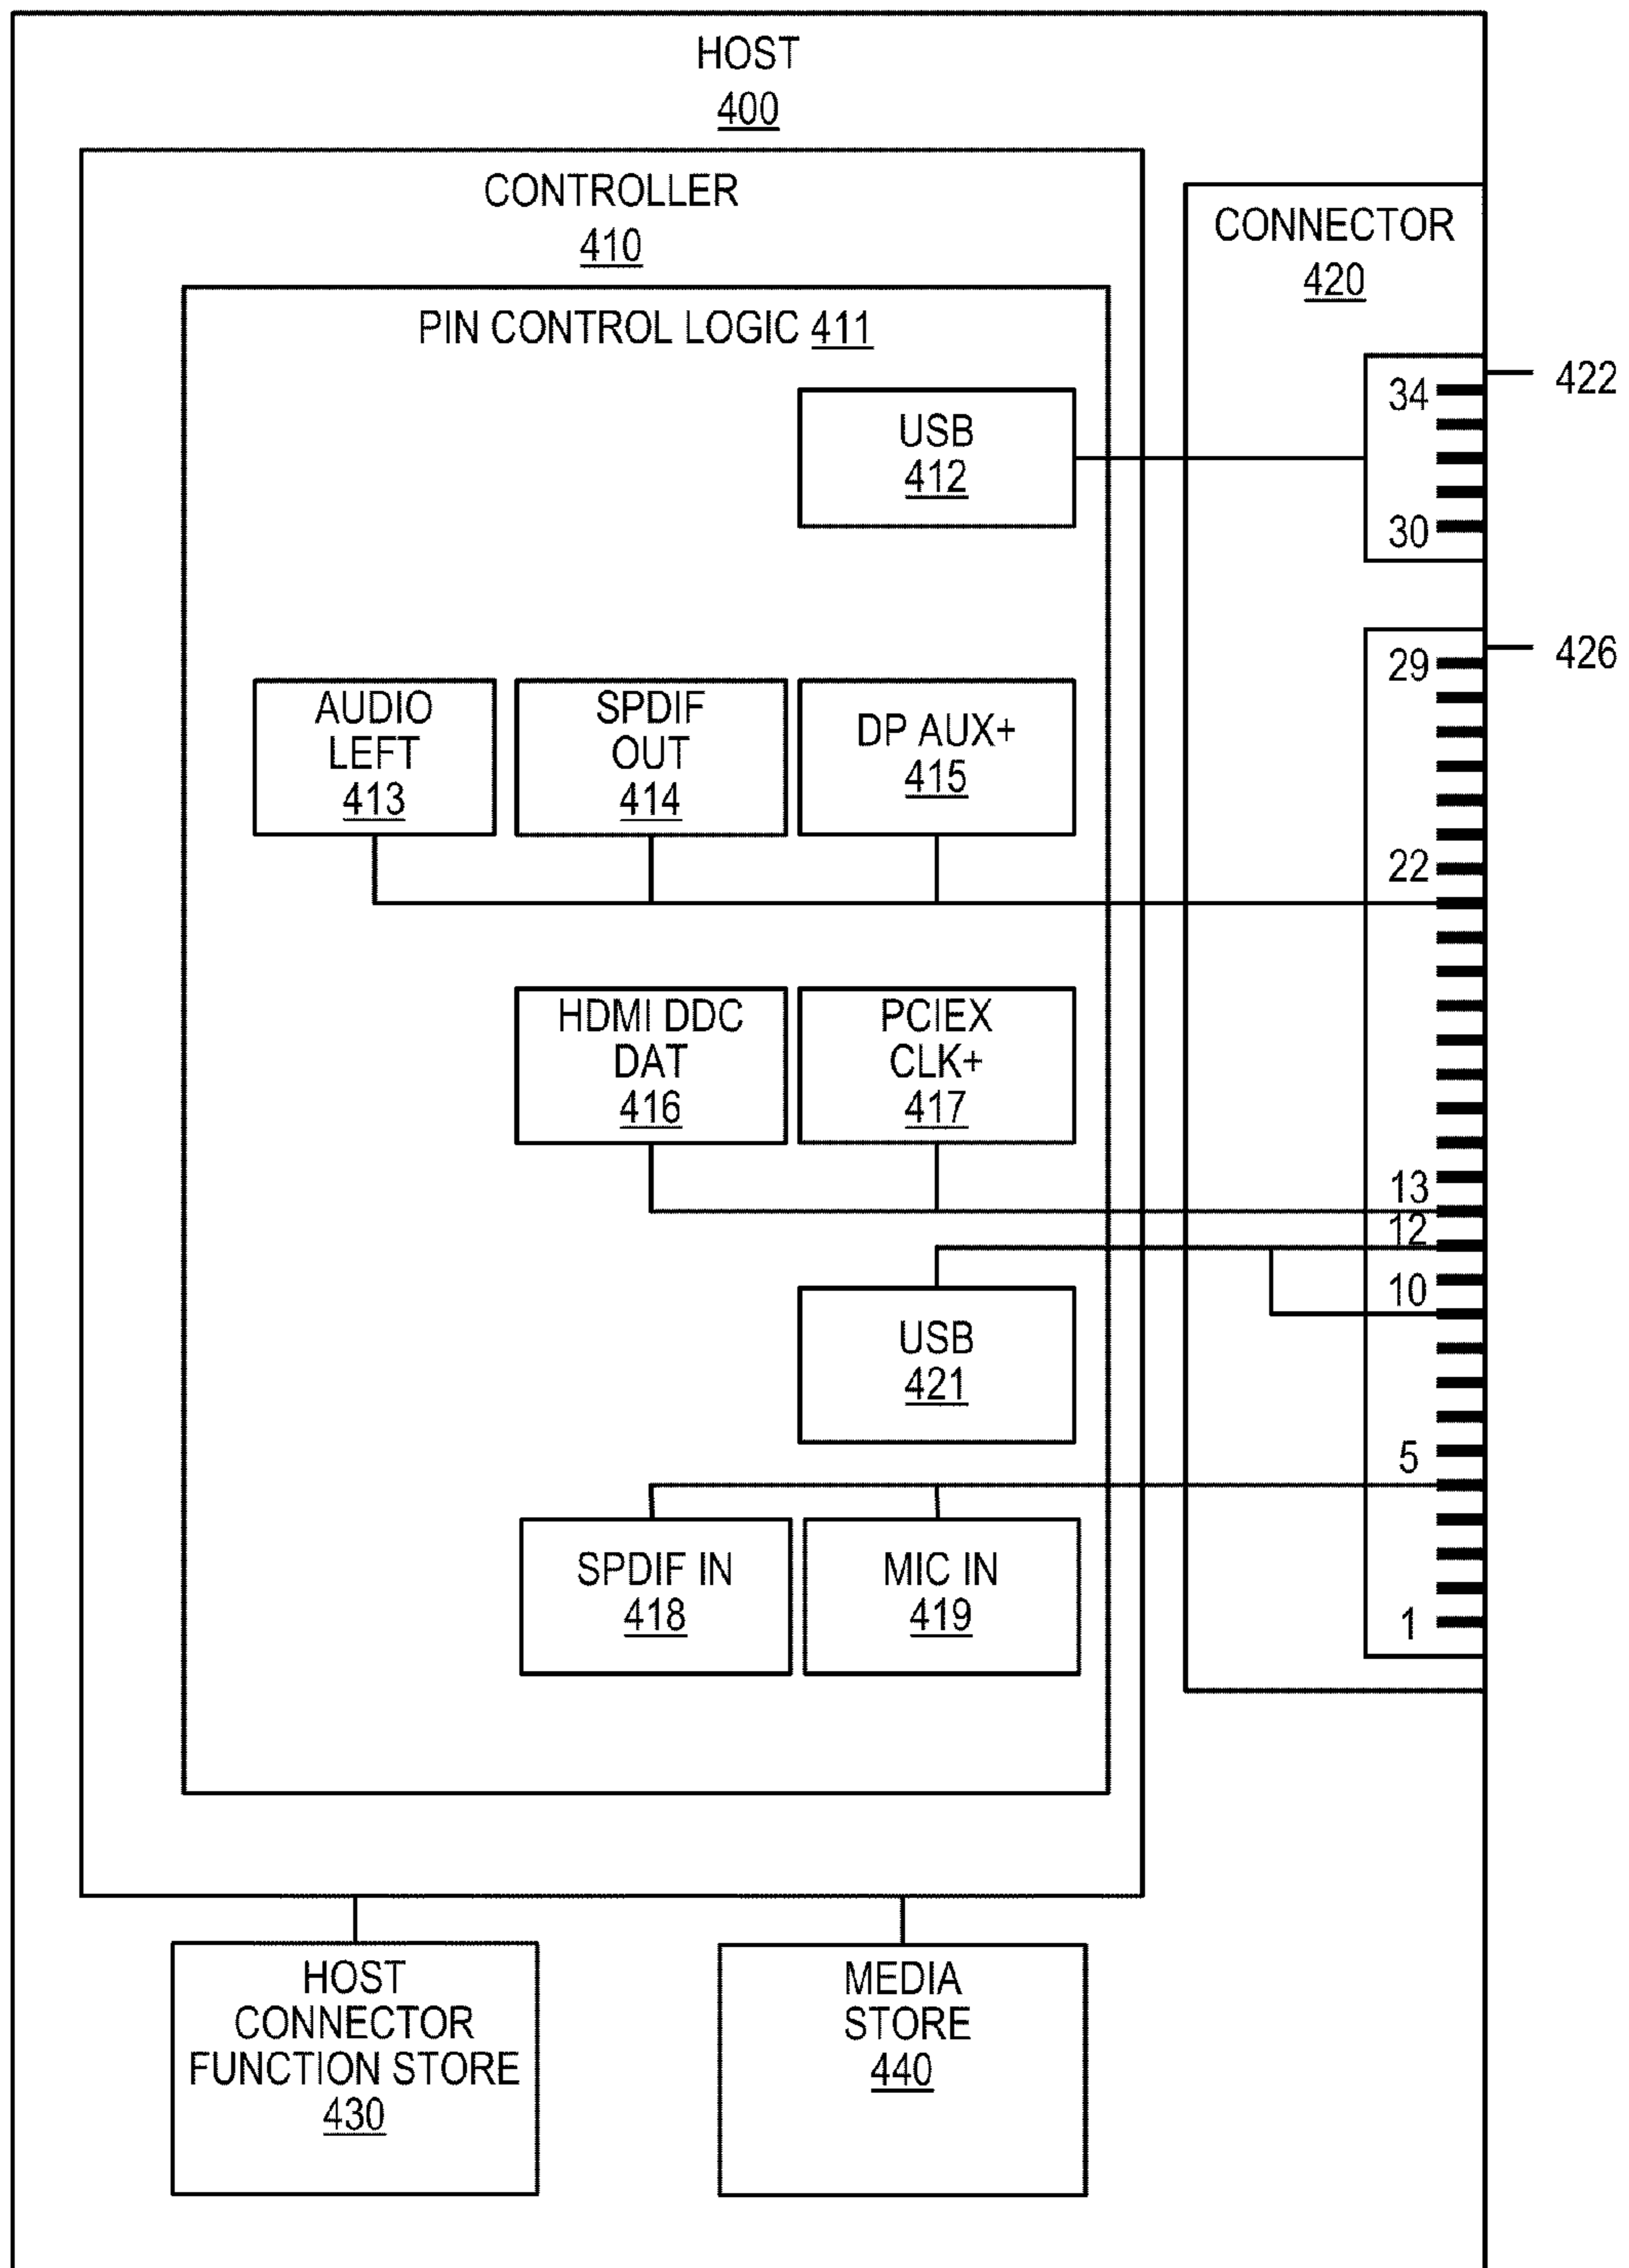 HOST
400
CONTROLLER
410
CONNECTOR
420
PIN CONTROL LOGIC 411
422
34
USB
412
30
426
29
AUDIO
LEFT
413
SPDIF
OUT
414
DP AUX+
415
22
HDMI DDC
DAT
416
PCIEX
CLK+
417
13
12
10
USB
421
5
SPDIF IN
418
MIC IN
419
1
HOST
CONNECTOR
FUNCTION STORE
430
MEDIA
STORE
440